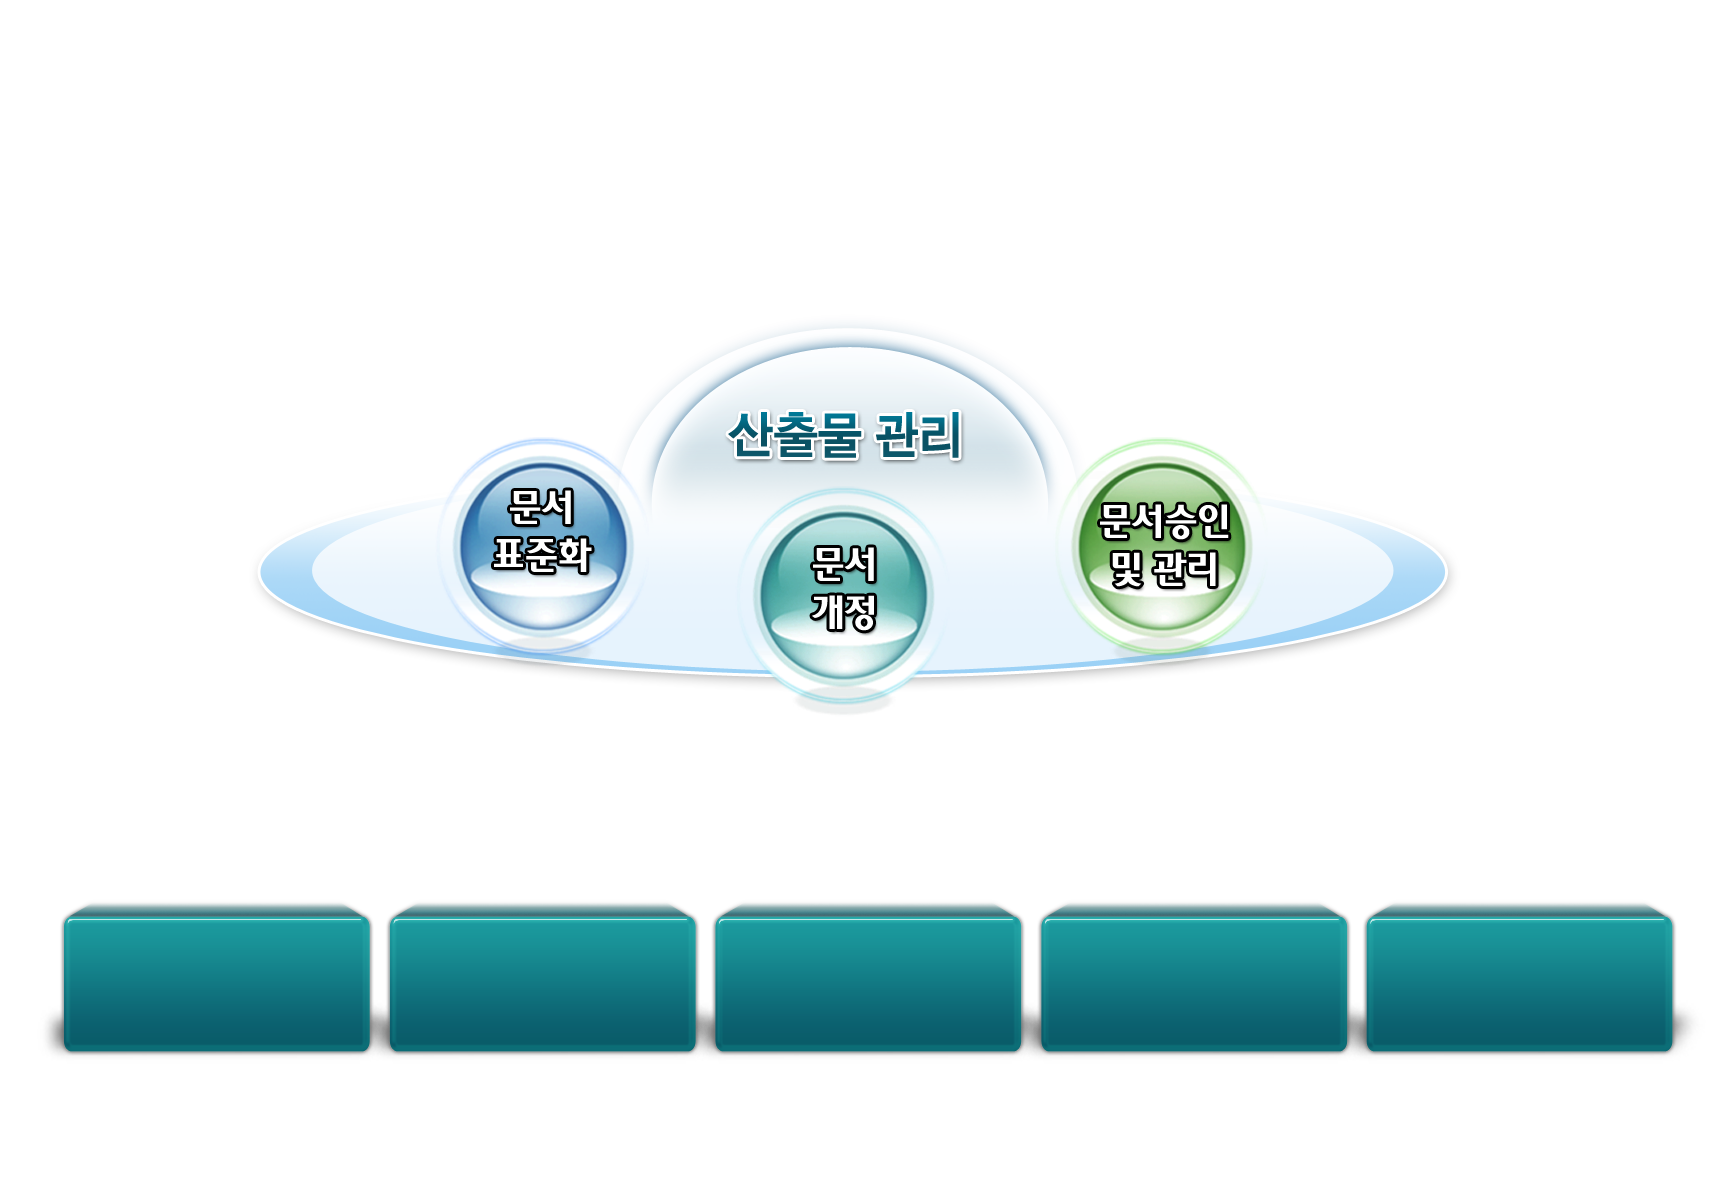 산출물 관리
문서
표준화
문서
개정
문서승인
및 관리